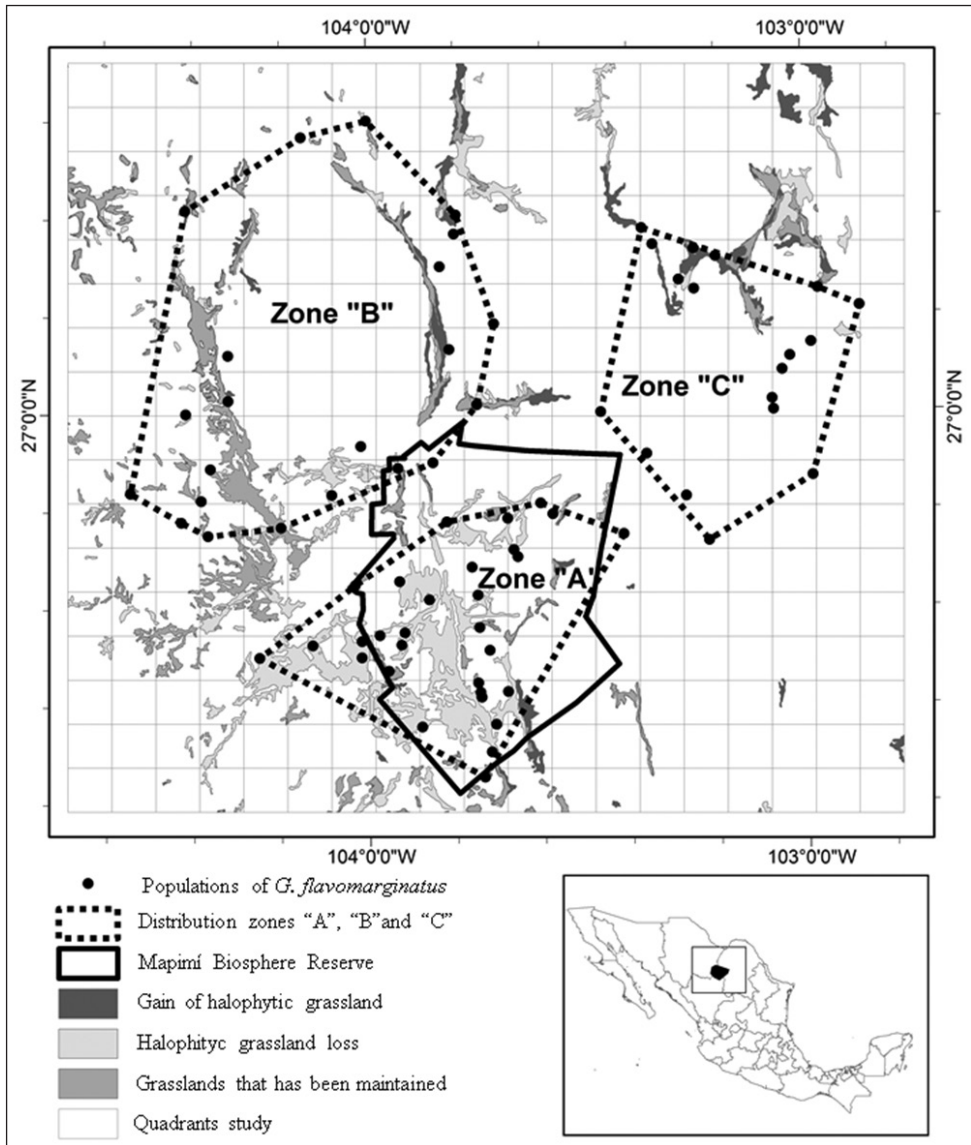 104°0'0"W
103°0'0"W
27°0'0"N
27°0'0"N
Zone "B"
Zone "C"
Zone "A'
104°0'0"W
103°0'0"W
Populations of G. flavomarginatus
Distribution zones “A”, “B”and “C”
Mapimí Biosphere Reserve
Gain of halophytic grassland
Halophityc grassland loss
Grasslands that has been maintained
Quadrants study